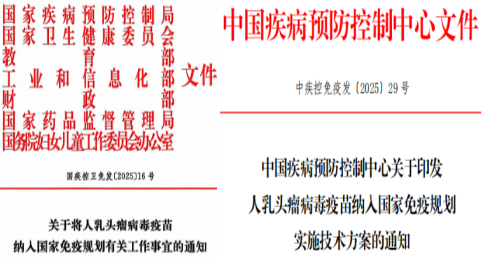 国家疾病预防控制局
国家卫生健康委员会
教育部
工业和信息化部
财政部
国家药品监督管理局
国务院妇女儿童工作委员会办公室
文件
国疾控卫免发〔2025〕16号
关于将人乳头瘤病毒疫苗
纳入国家免疫规划有关工作事宜的通知
中国疾病预防控制中心文件
中疾控免疫发〔2025〕29号
中国疾病预防控制中心关于印发
人乳头瘤病毒疫苗纳入国家免疫规划
实施技术方案的通知